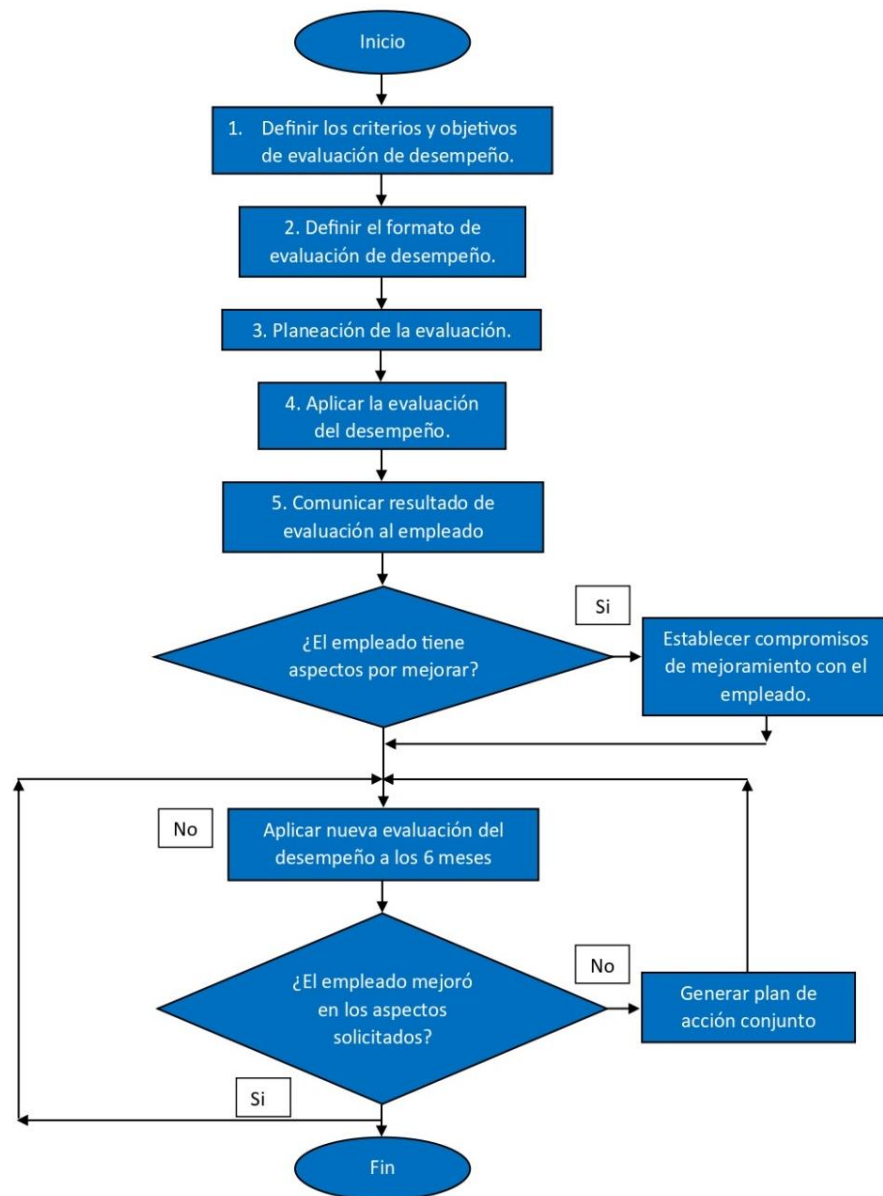 Inicio
1. Definir los criterios y objetivos
de evaluación de desempeño.
2. Definir el formato de
evaluación de desempeño.
3. Planeación de la evaluación.
4. Aplicar la evaluación
del desempeño.
5. Comunicar resultado de
evaluación al empleado
¿El empleado tiene
aspectos por mejorar?
Si
Establecer compromisos
de mejoramiento con el
empleado.
No
Aplicar nueva evaluación del
desempeño a los 6 meses
¿El empleado mejoró
en los aspectos
solicitados?
No
Generar plan de
acción conjunto
Si
Fin